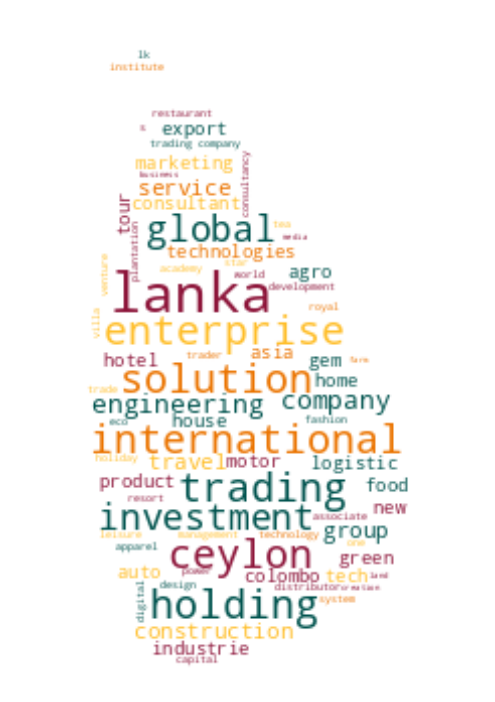 lk
institute
restaurant
s export
trading company
marketing
business
service
consultancy
consultant
tour
global tea
plantation
media
technologies
academy star
world agro
venture
development
lanka
royal
villa
enterprise
trader asia
hotel gem farm
solution home
trade
engineering company
eco house fashion
international
holiday travel motor logistic
product trading food
resort
new
investment associate
group
leisure management technology one
apparel ceylon green
auto power colombo tech land
design distributor creation
digital holding system
construction
industrie
capital